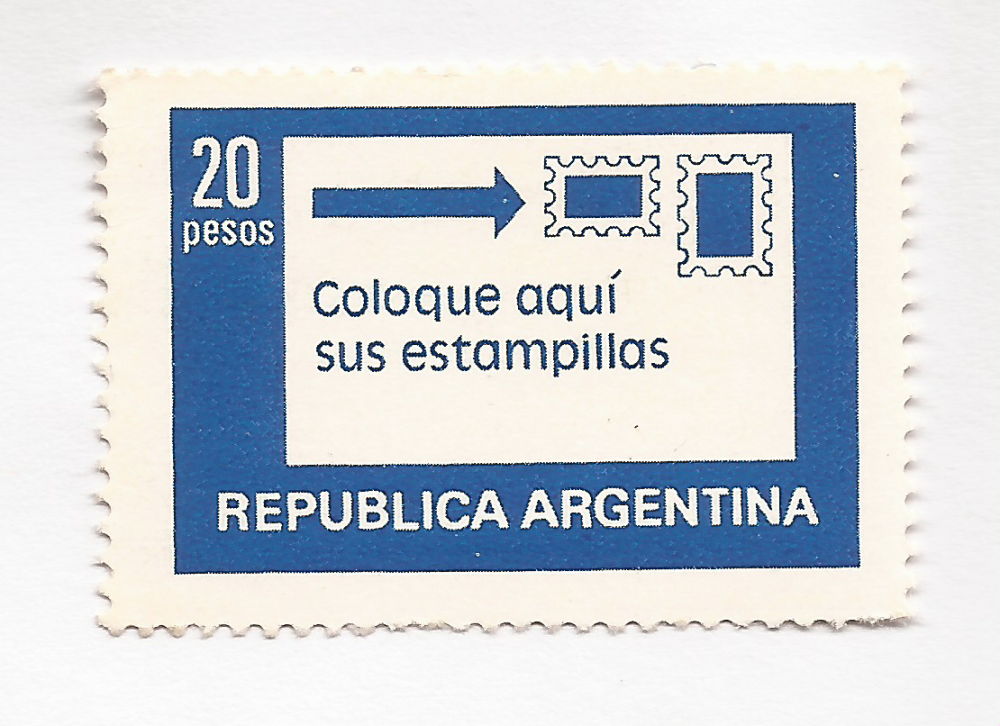 20
pesos
Coloque aquí
sus estampillas
REPUBLICA ARGENTINA